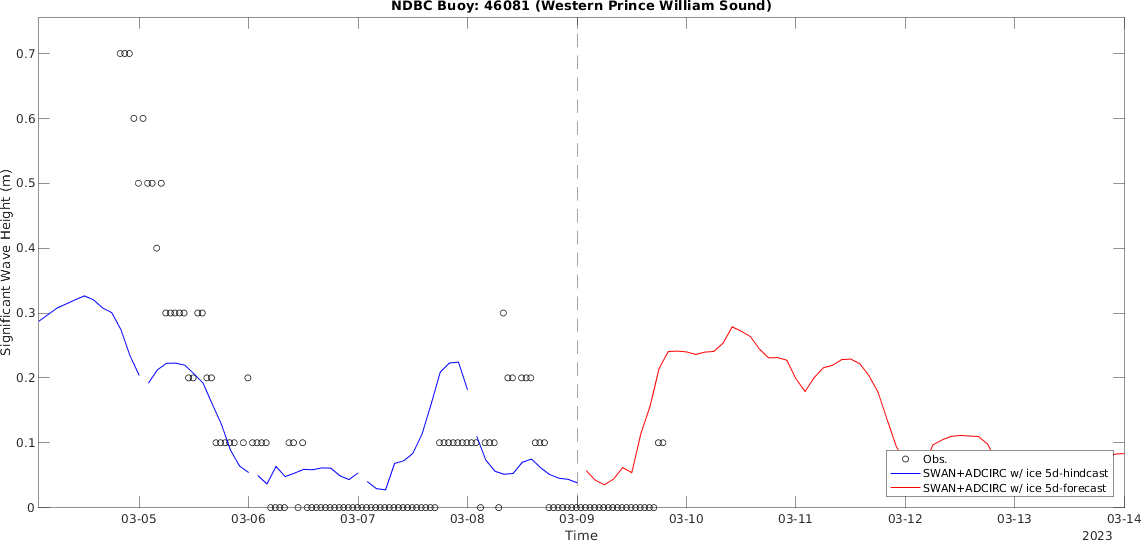 NDBC Buoy: 46081 (Western Prince William Sound)
Significant Wave Height (m)
0.7
0.6
0.5
0.4
0.3
0.2
0.1
0
03-05 03-06 03-07 03-08 03-09 03-10 03-11 03-12 03-13 03-14
Time
2023
Obs.
SWAN+ADCIRC w/ ice 5d-hindcast
SWAN+ADCIRC w/ ice 5d-forecast